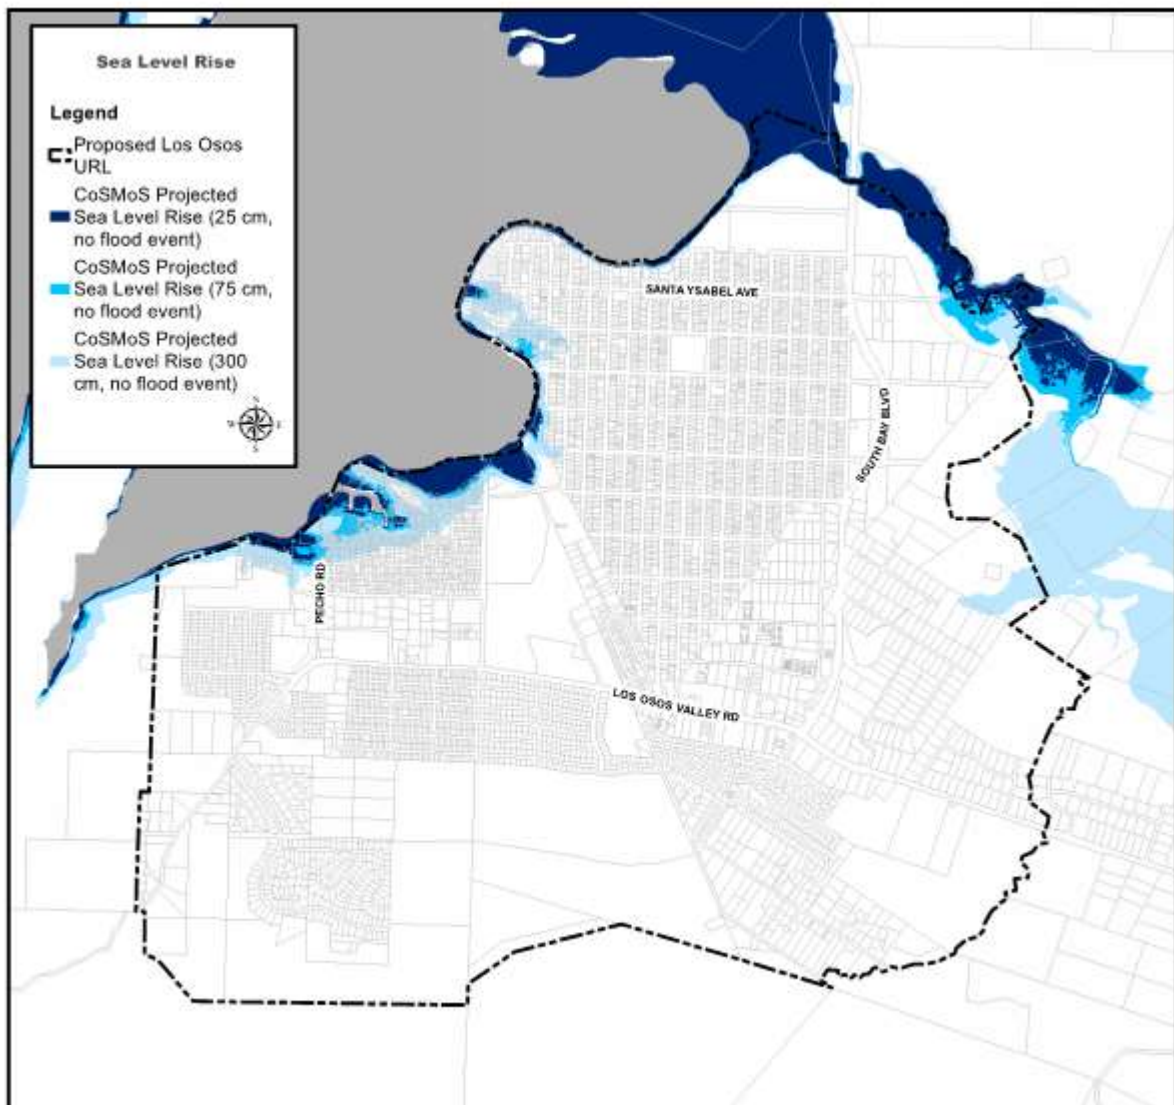 Sea Level Rise
Legend
Proposed Los Osos
URL
CoSMoS Projected
Sea Level Rise (25 cm,
no flood event)
CoSMoS Projected
Sea Level Rise (75 cm,
no flood event)
CoSMoS Projected
Sea Level Rise (300
cm, no flood event)
S
W
E
S
SANTA YSABEL AVE
SOUTH BAY BLVD
PECHO RD
LOS OSOS VALLEY RD